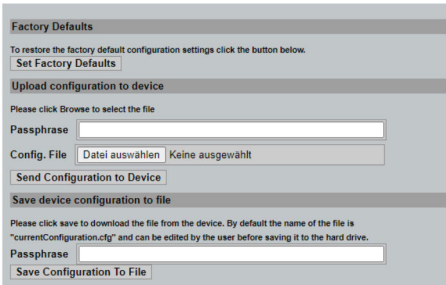 Factory Defaults
To restore the factory default configuration settings click the button below.
Set Factory Defaults
Upload configuration to device
Please click Browse to select the file
Passphrase
Config. File Datei auswählen Keine ausgewählt
Send Configuration to Device
Save device configuration to file
Please click save to download the file from the device. By default the name of the file is
"currentConfiguration.cfg" and can be edited by the user before saving it to the hard drive.
Passphrase
Save Configuration To File